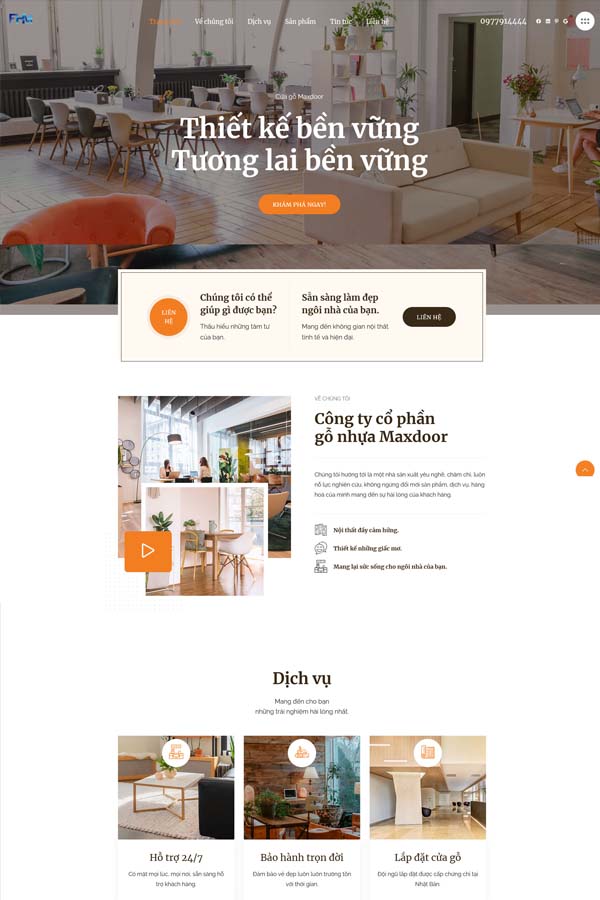 Trang chủ Về chúng tôi Dịch vụ Sản phẩm Tin tức Liên hệ 0977914444
Cửa gỗ Maxdoor
Thiết kế bền vững
Tương lai bền vững
KHÁM PHÁ NGAY!
LIÊN
HỆ
Chúng tôi có thể
giúp gì được bạn?
Thấu hiểu những tâm tư
của bạn.
Sẵn sàng làm đẹp
ngôi nhà của bạn.
Mang đến không gian nội thất
tinh tế và hiện đại.
LIÊN HỆ
VỀ CHÚNG TÔI
Công ty cổ phần
gỗ nhựa Maxdoor
Chúng tôi hướng tới là một nhà sản xuất yêu nghề, chăm chỉ, luôn
nỗ lực nghiên cứu, không ngừng đổi mới sản phẩm, dịch vụ, hàng
hoá của mình mang đến sự hài lòng của khách hàng.
Nội thất đầy cảm hứng.
Thiết kế những giấc mơ.
Mang lại sức sống cho ngôi nhà của bạn.
Dịch vụ
Mang đến cho bạn
những trải nghiệm hài lòng nhất.
Hỗ trợ 24/7
Có mặt mọi lúc, mọi nơi, sẵn sàng hỗ
trợ khách hàng.
Bảo hành trọn đời
Đảm bảo vẻ đẹp luôn luôn trường tồn
với thời gian.
Lắp đặt cửa gỗ
Đội ngũ lắp đặt được cấp chứng chỉ tại
Nhật Bản.